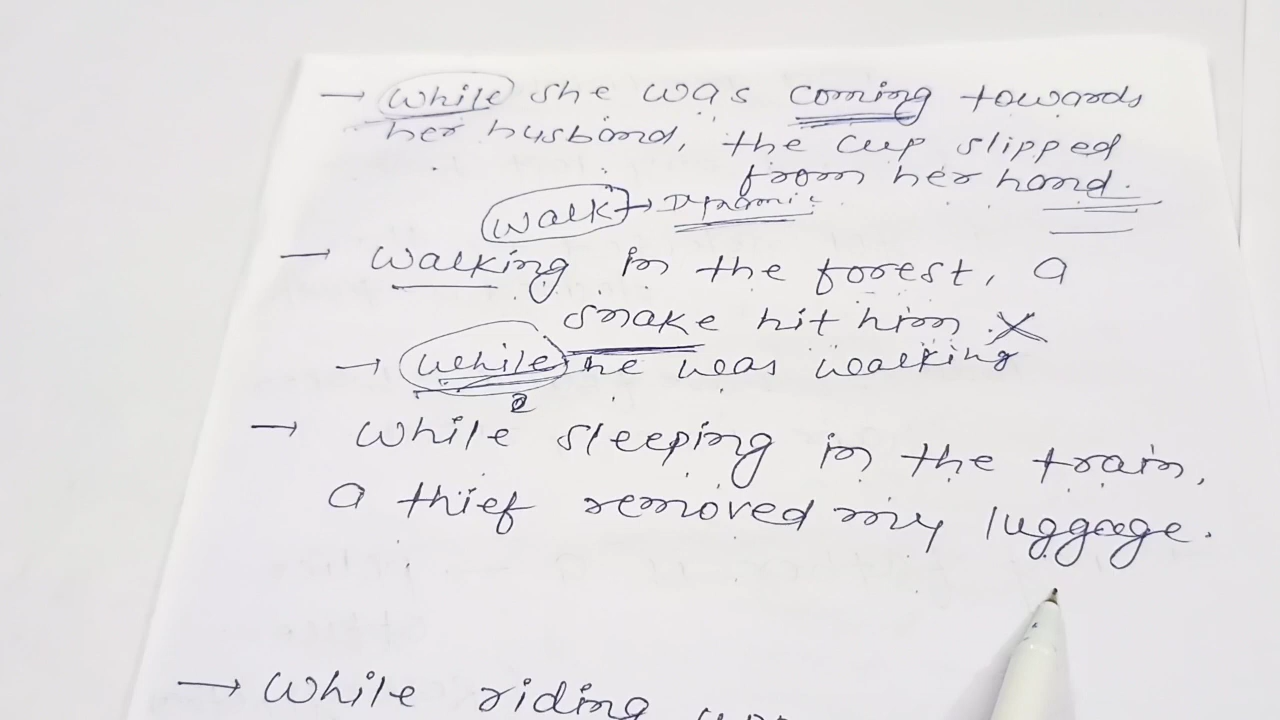 → While she was coming towards
her husband, the cup slipped
from her hand.
walk → Dynamic
→ Walking in the forest, a
snake hit him. X
→ While he was walking
→ While sleeping in the train,
a thief removed my luggage.
→ While riding